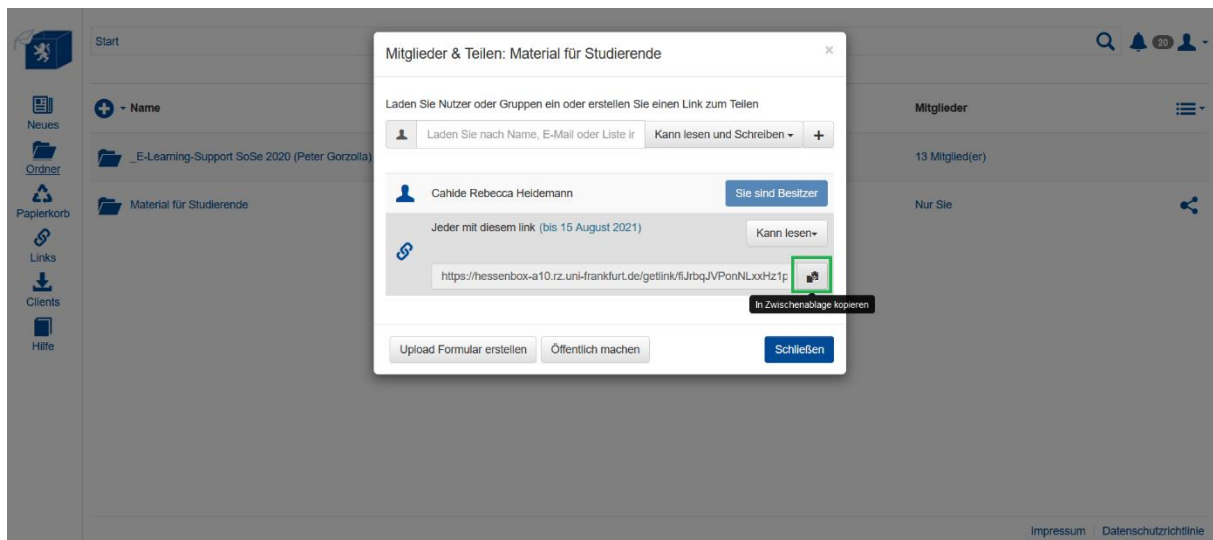 Start
20
Mitglieder & Teilen: Material für Studierende
×
Laden Sie Nutzer oder Gruppen ein oder erstellen Sie einen Link zum Teilen
Laden Sie nach Name, E-Mail oder Liste ir
Kann lesen und Schreiben
+
Name
Mitglieder
_E-Learning-Support SoSe 2020 (Peter Gorzolla)
13 Mitglied(er)
Material für Studierende
Nur Sie
Cahide Rebecca Heidemann
Sie sind Besitzer
Jeder mit diesem link (bis 15 August 2021)
Kann lesen
https://hessenbox-a10.rz.uni-frankfurt.de/getlink/fiJrbqJVPonNLxxHz1p
In Zwischenablage kopieren
Upload Formular erstellen
Öffentlich machen
Schließen
Neues
Ordner
Papierkorb
Links
Clients
Hilfe
Impressum
Datenschutzrichtlinie